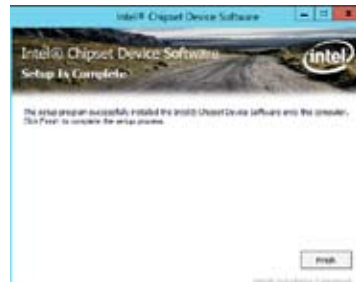 Intel® Chipset Device Software
Intel® Chipset Device Software
Setup Is Complete
intel
The setup program successfully installed the Intel® Chipset Device Software onto this computer.
Click Finish to complete the setup process.
Finish